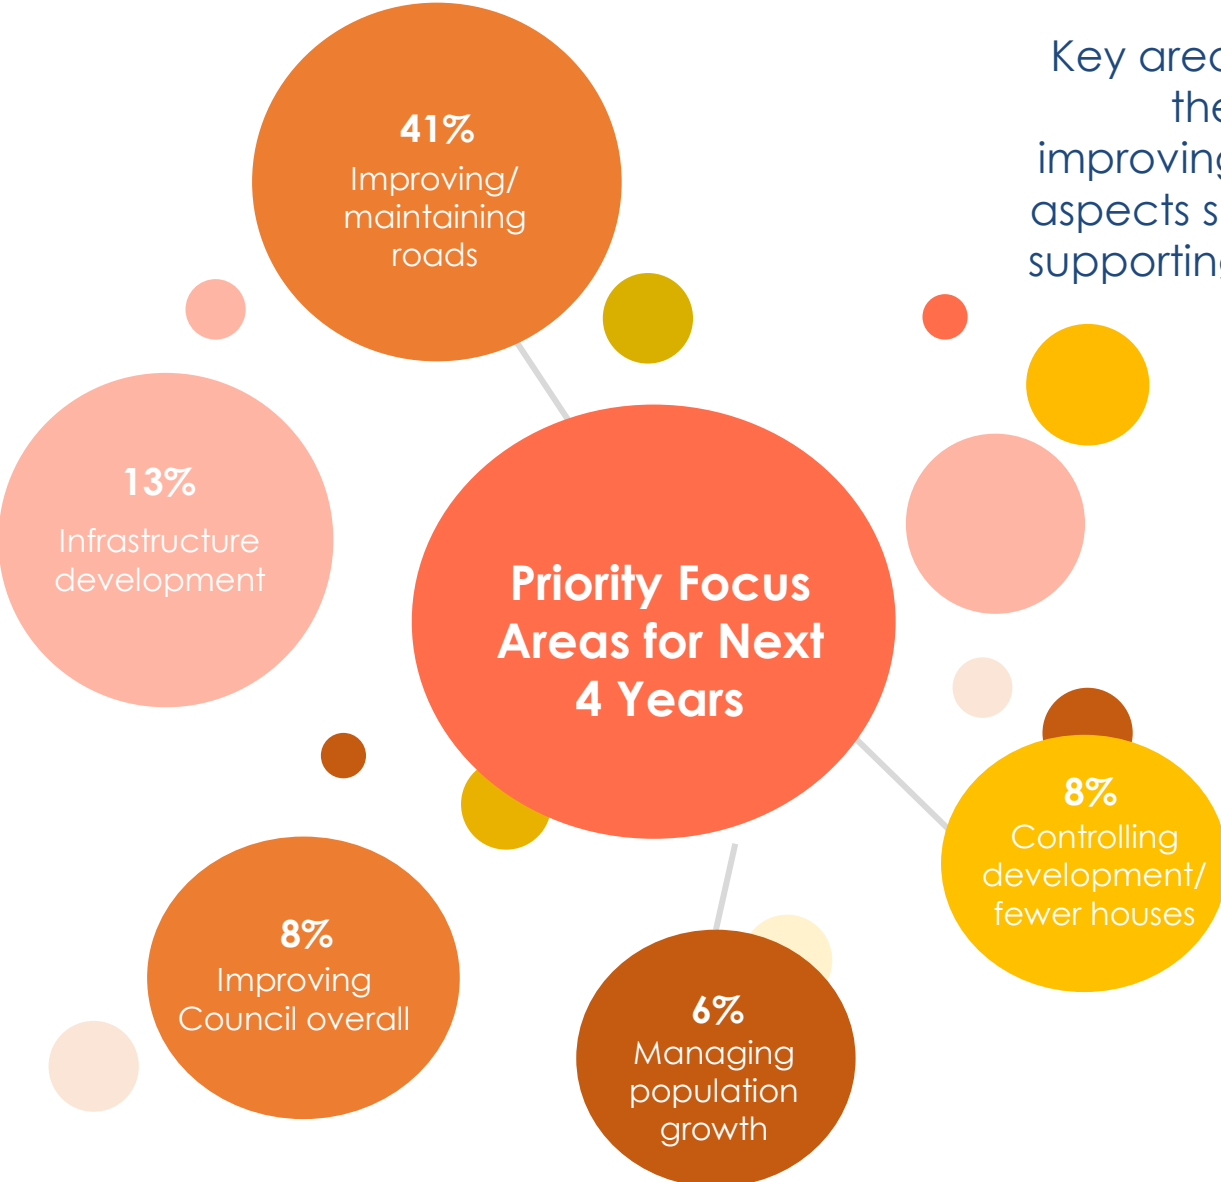 Key area
the
improving
aspects s
supporting
41%
Improving/
maintaining
roads
13%
Infrastructure
development
Priority Focus
Areas for Next
4 Years
8%
Controlling
development/
fewer houses
8%
Improving
Council overall
6%
Managing
population
growth